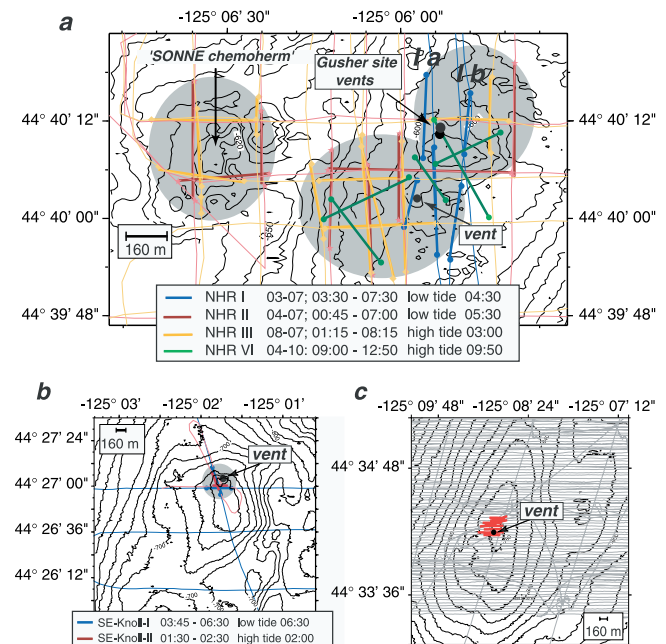 -125° 06' 30" -125° 06' 00"
a
'SONNE chemoherm'
Gusher site vents
I a
I b
44° 40' 12"
44° 40' 00"
44° 39' 48"
-600
-650
160 m
vent
44° 40' 12"
44° 40' 00"
44° 39' 48"
NHR I 03-07; 03:30 - 07:30 low tide 04:30
NHR II 04-07; 00:45 - 07:00 low tide 05:30
NHR III 08-07; 01:15 - 08:15 high tide 03:00
NHR VI 04-10: 09:00 - 12:50 high tide 09:50
b
-125° 03' -125° 02' -125° 01'
160 m
44° 27' 24"
44° 27' 00"
44° 26' 36"
44° 26' 12"
-700
vent
-700
SE-Knoll-I 03:45 - 06:30 low tide 06:30
SE-Knoll-II 01:30 - 02:30 high tide 02:00
c
-125° 09' 48" -125° 08' 24" -125° 07' 12"
44° 34' 48"
44° 33' 36"
vent
160 m